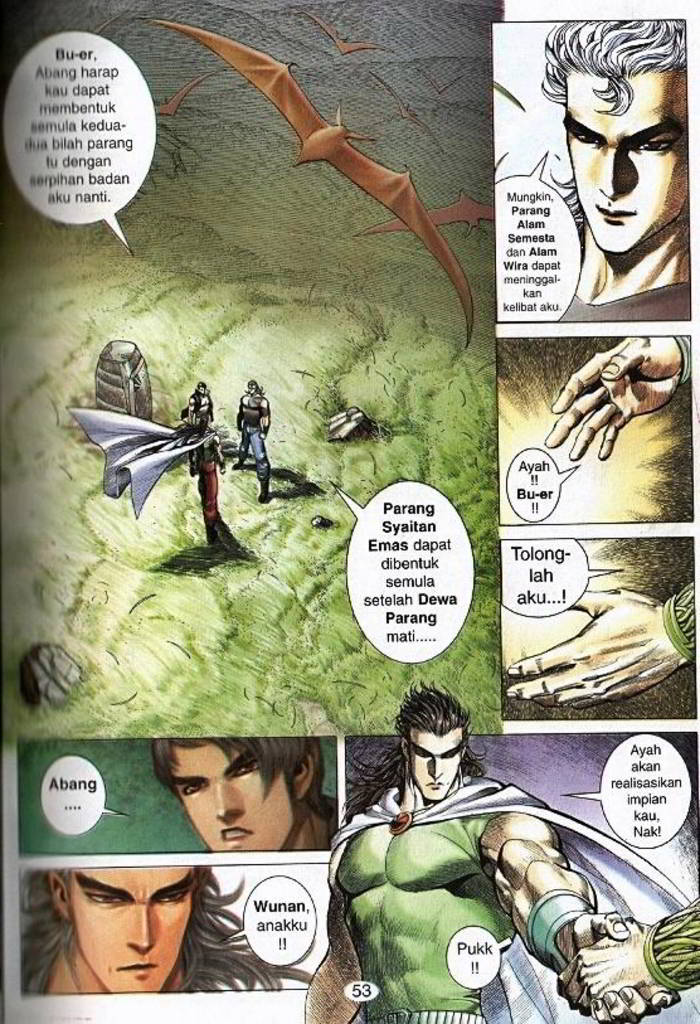 Bu-er,
Abang harap
kau dapat
membentuk
semula kedua-
dua bilah parang
tu dengan
serpihan badan
aku nanti.
Mungkin,
Parang
Alam
Semesta
dan Alam
Wira dapat
meninggal-
kan
kelibat aku.
Parang
Syaitan
Emas dapat
dibentuk
semula
setelah Dewa
Parang
mati.....
Ayah
!!
Bu-er
!!
Tolong-
lah
aku...!
Abang
....
Wunan,
anakku
!!
Ayah
akan
realisasikan
impian
kau,
Nak!
Pukk
!!
53